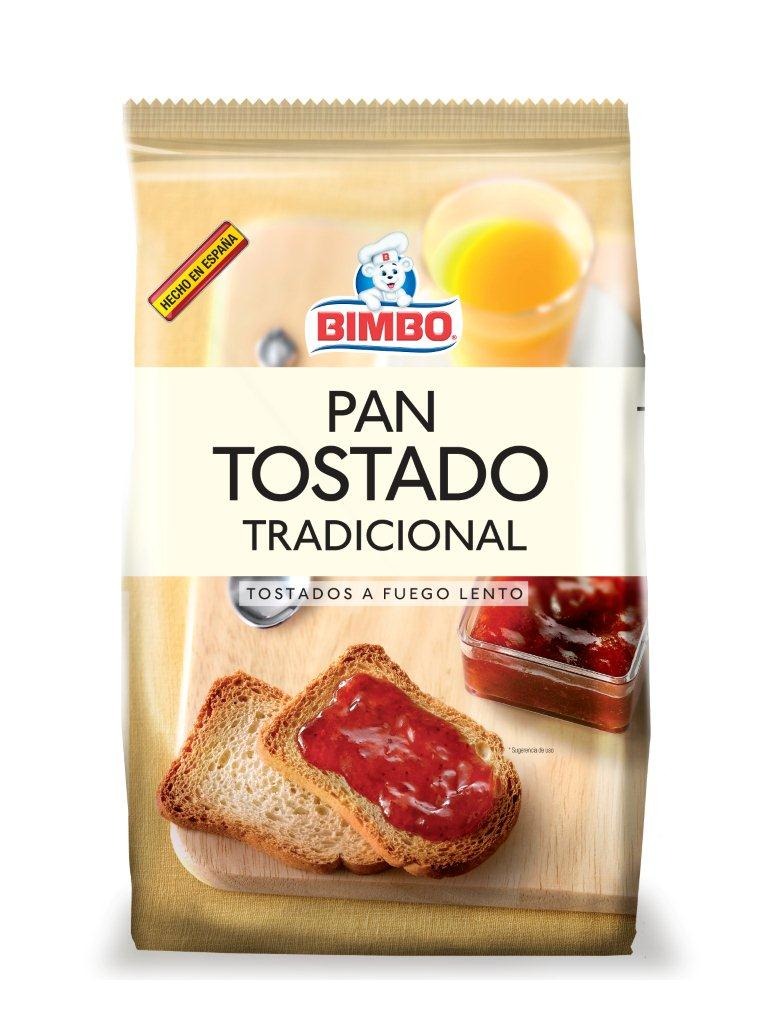 HECHO EN ESPAÑA
B
BIMBO®
PAN
TOSTADO
TRADICIONAL
TOSTADOS A FUEGO LENTO
* Sugerencia de uso